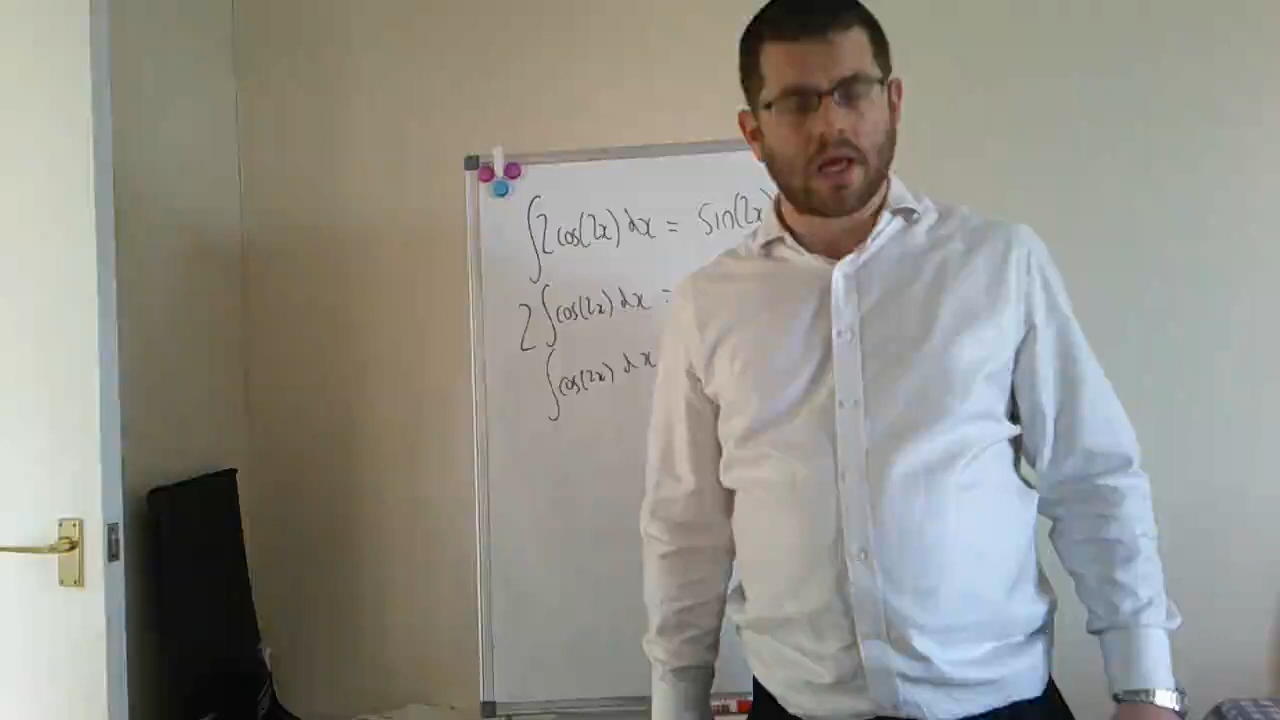 ∫2cos(2x) dx = sin(2x)
2∫cos(2x) dx =
∫cos(2x) dx